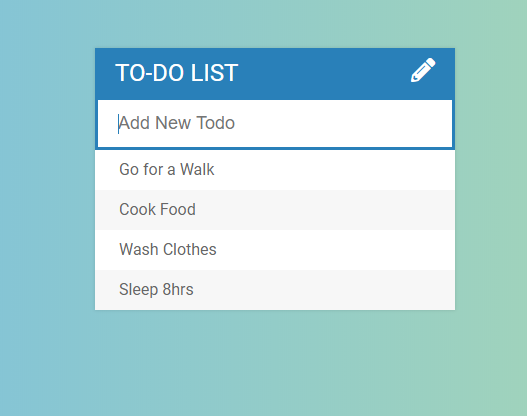 TO-DO LIST
Add New Todo
Go for a Walk
Cook Food
Wash Clothes
Sleep 8hrs